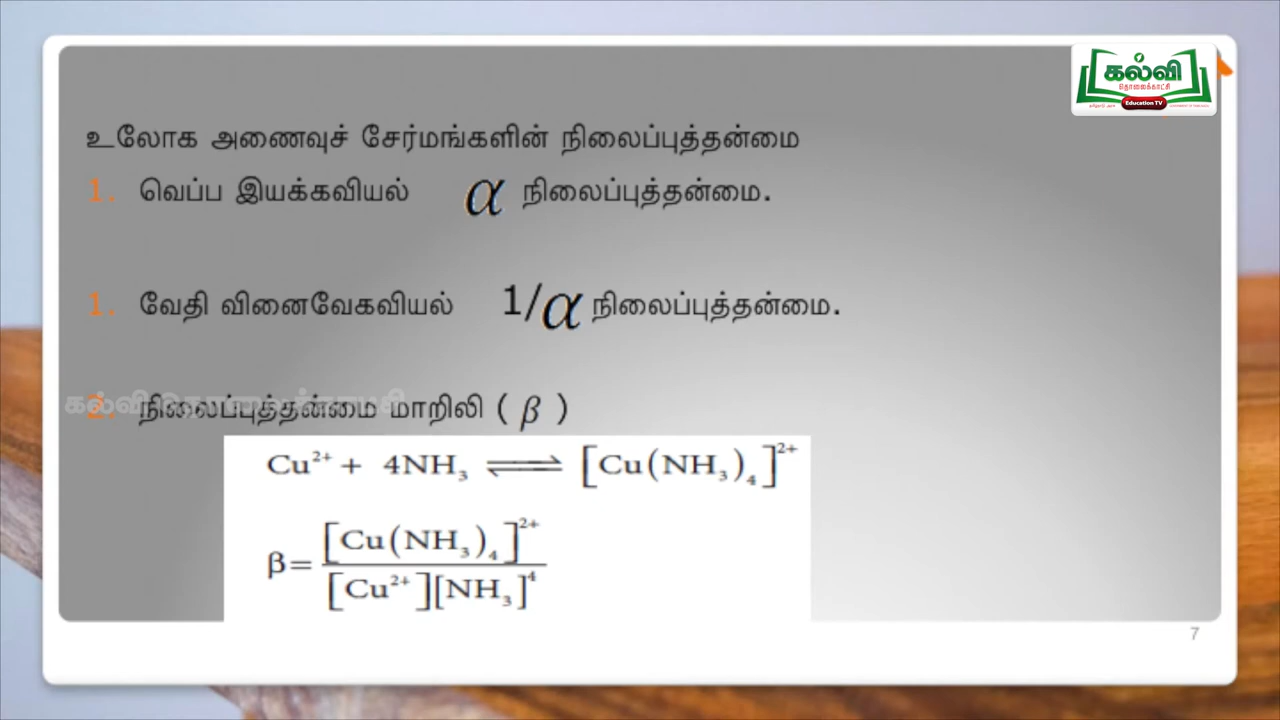 கல்வி
தொலைக்காட்சி
Education TV
உலோக அணைவுச் சேர்மங்களின் நிலைப்புத்தன்மை
1. வெப்ப இயக்கவியல் α நிலைப்புத்தன்மை.
1. வேதி வினைவேகவியல் 1/α நிலைப்புத்தன்மை.
2. நிலைப்புத்தன்மை மாறிலி ( β )
கல்வி தொலைக்காட்சி
Cu²⁺ + 4NH₃ ⇌ [Cu(NH₃)₄]²⁺
β = [Cu(NH₃)₄]²⁺ / [Cu²⁺][NH₃]⁴
7